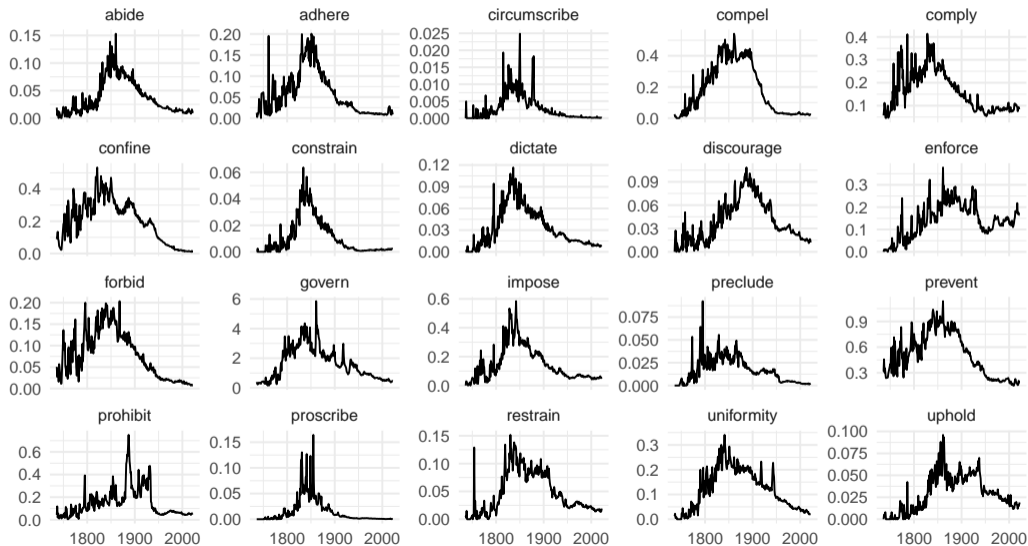 abide adhere circumscribe compel comply
0.15 0.20 0.025 0.4 0.4
0.10 0.15 0.020 0.2 0.3
0.05 0.10 0.015 0.0 0.2
0.00 0.05 0.010 0.1
0.00 0.005
0.000
confine constrain dictate discourage enforce
0.4 0.06 0.12 0.09 0.3
0.2 0.04 0.09 0.06 0.2
0.0 0.02 0.06 0.03 0.1
0.00 0.03 0.00 0.0
0.00
forbid govern impose preclude prevent
0.20 6 0.6 0.075 0.9
0.15 4 0.4 0.050 0.6
0.10 2 0.2 0.025 0.3
0.05 0 0.0 0.000
0.00
prohibit proscribe restrain uniformity uphold
0.6 0.15 0.15 0.3 0.100
0.4 0.10 0.10 0.2 0.075
0.2 0.05 0.05 0.1 0.050
0.0 0.00 0.00 0.0 0.025
0.000
1800 1900 2000 1800 1900 2000 1800 1900 2000 1800 1900 2000 1800 1900 2000